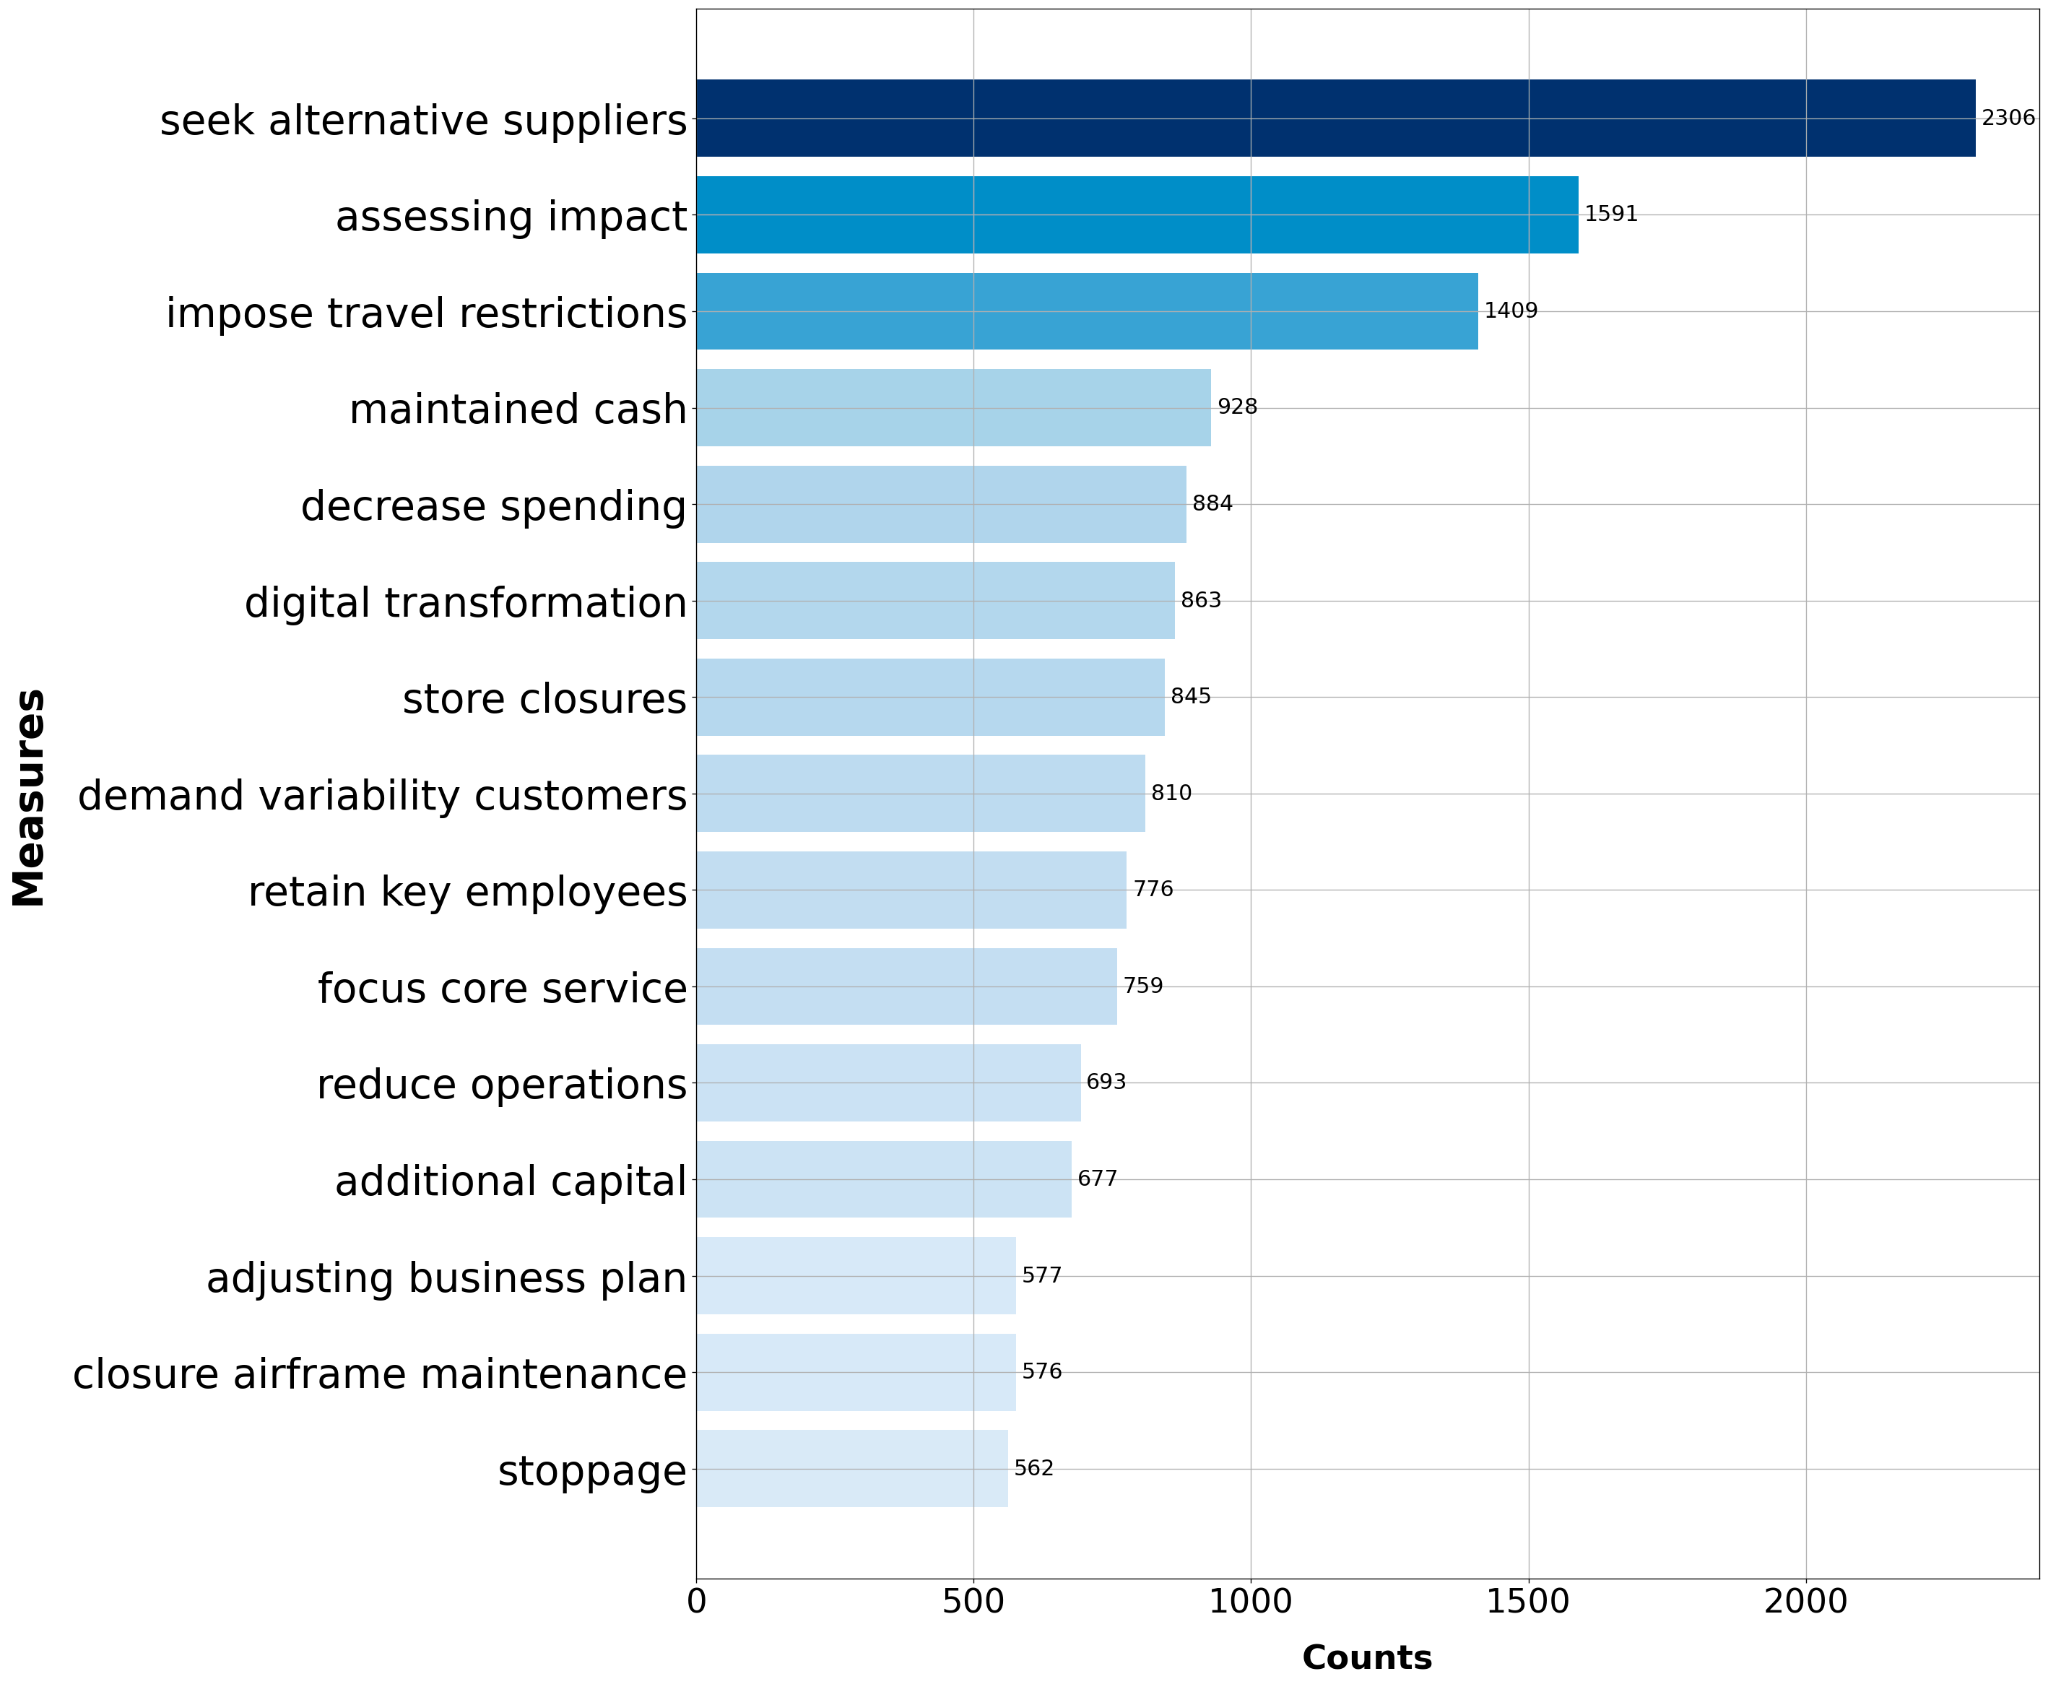 seek alternative suppliers 2306
assessing impact 1591
impose travel restrictions 1409
maintained cash 928
decrease spending 884
digital transformation 863
store closures 845
demand variability customers 810
retain key employees 776
focus core service 759
reduce operations 693
additional capital 677
adjusting business plan 577
closure airframe maintenance 576
stoppage 562
Measures
0 500 1000 1500 2000
Counts